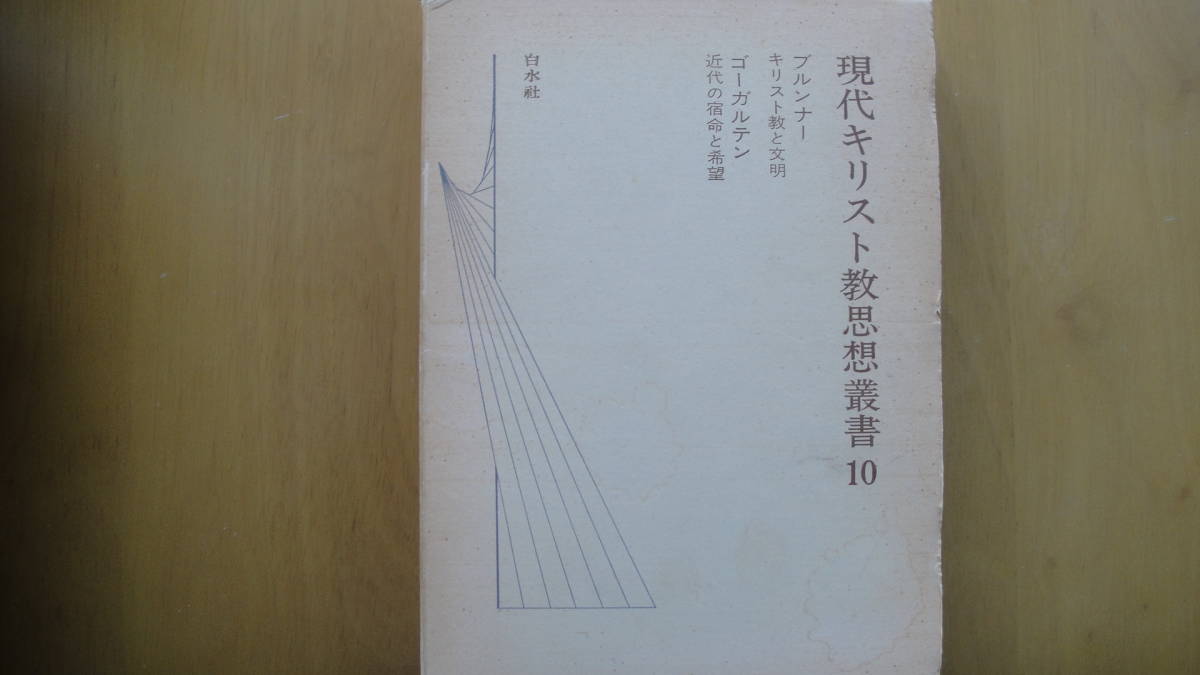 現代キリスト教思想叢書 10
ブルンナー
キリスト教と文明
ゴーガルテン
近代の宿命と希望
白水社